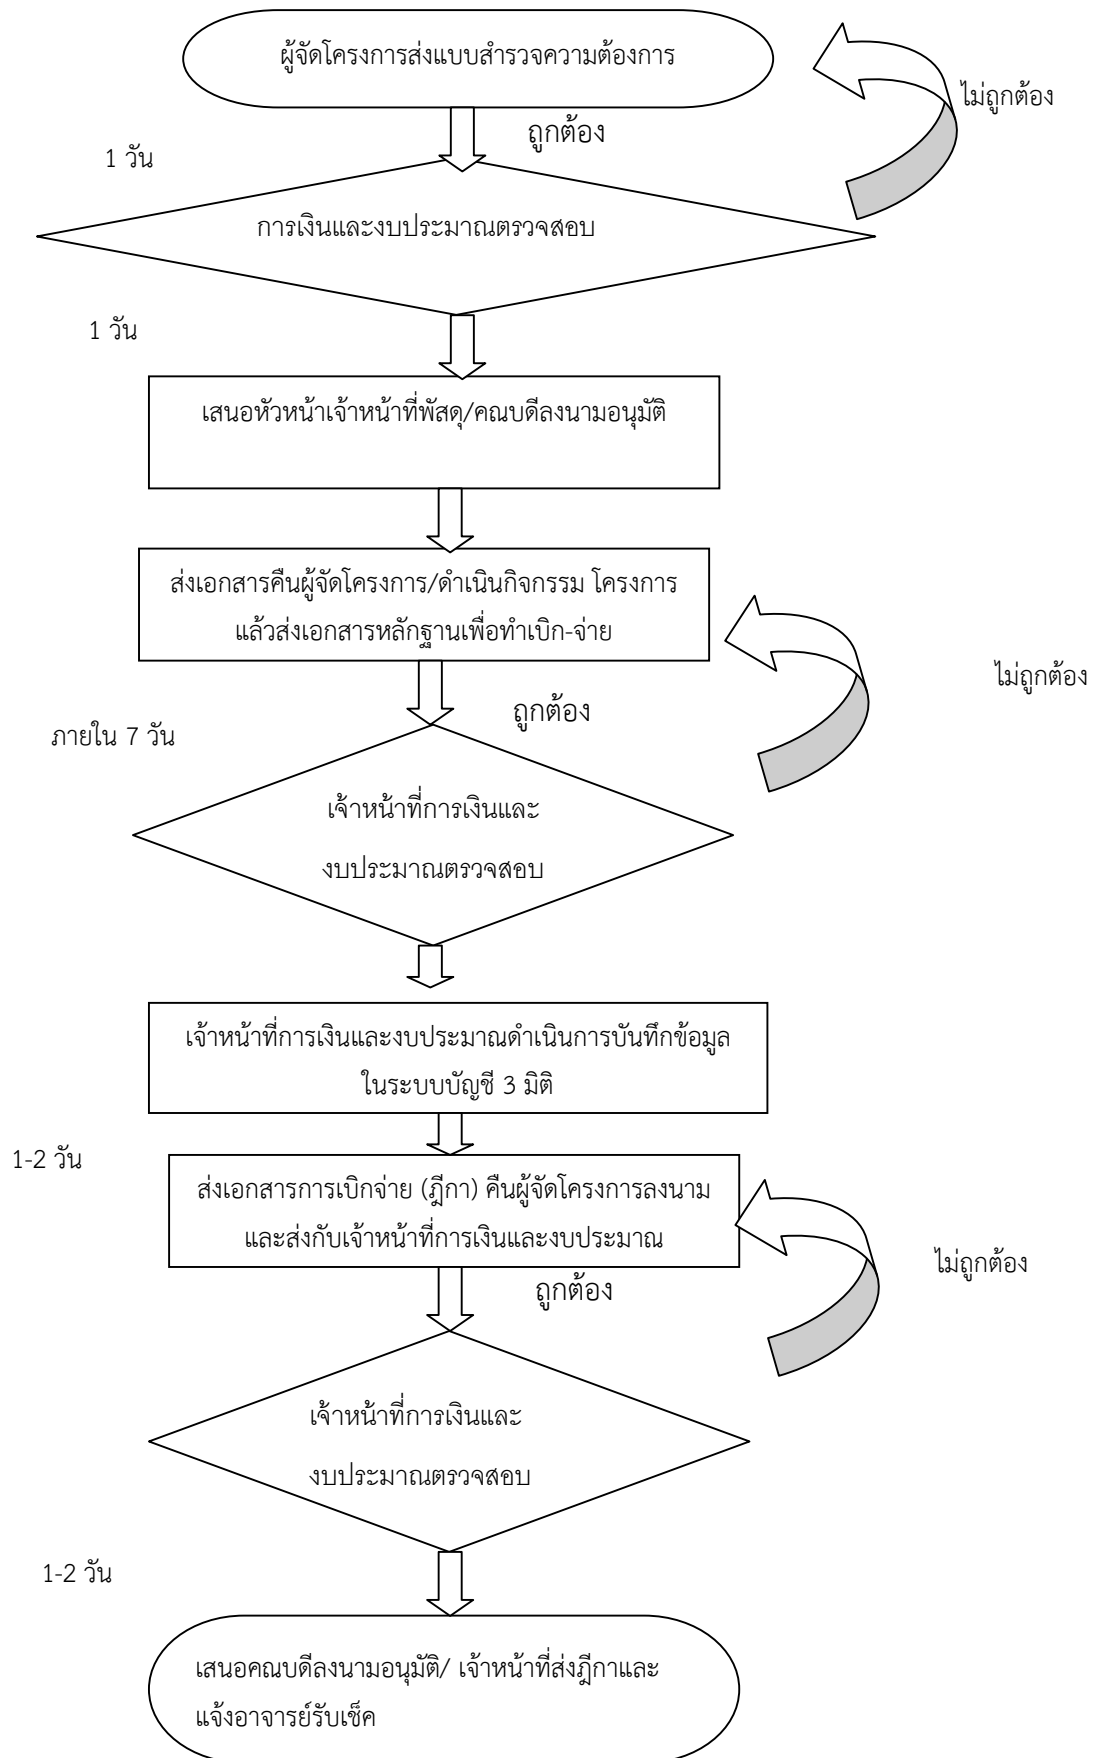 ผู้จัดโครงการส่งแบบสำรวจความต้องการ
ไม่ถูกต้อง
ถูกต้อง
1 วัน
การเงินและงบประมาณตรวจสอบ
1 วัน
เสนอหัวหน้าเจ้าหน้าที่พัสดุ/คณบดีลงนามอนุมัติ
ส่งเอกสารคืนผู้จัดโครงการ/ดำเนินกิจกรรม โครงการ
แล้วส่งเอกสารหลักฐานเพื่อทำเบิก-จ่าย
ไม่ถูกต้อง
ถูกต้อง
ภายใน 7 วัน
เจ้าหน้าที่การเงินและ
งบประมาณตรวจสอบ
เจ้าหน้าที่การเงินและงบประมาณดำเนินการบันทึกข้อมูล
ในระบบบัญชี 3 มิติ
1-2 วัน
ส่งเอกสารการเบิกจ่าย (ฎีกา) คืนผู้จัดโครงการลงนาม
และส่งกับเจ้าหน้าที่การเงินและงบประมาณ
ไม่ถูกต้อง
ถูกต้อง
เจ้าหน้าที่การเงินและ
งบประมาณตรวจสอบ
1-2 วัน
เสนอคณบดีลงนามอนุมัติ/ เจ้าหน้าที่ส่งฎีกาและ
แจ้งอาจารย์รับเช็ค